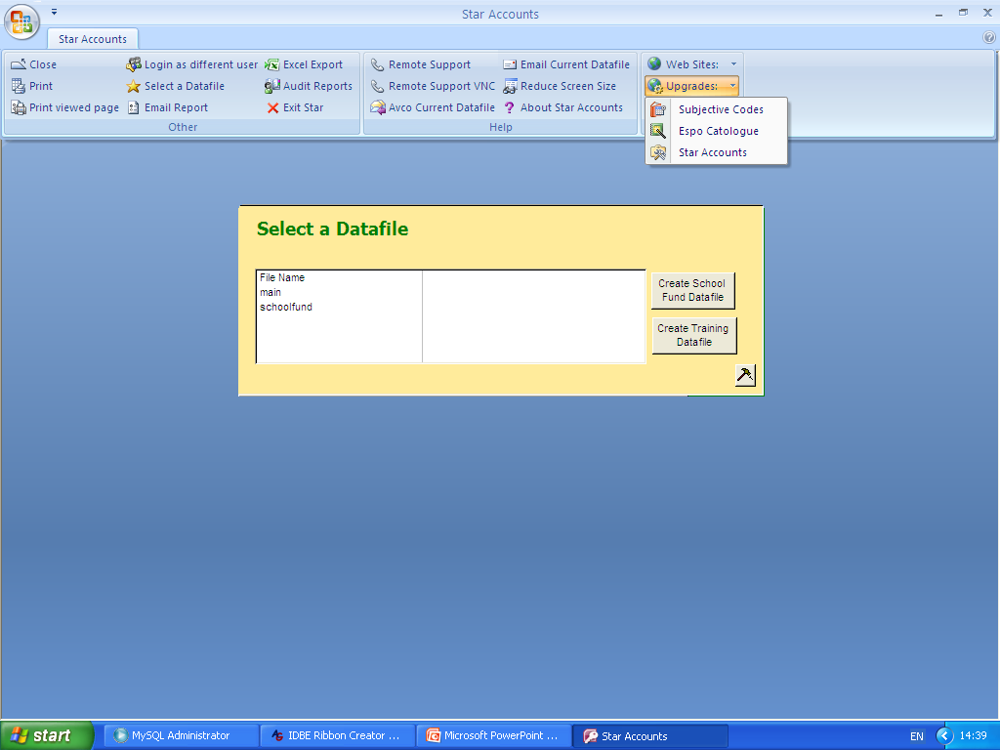 Star Accounts
Star Accounts
Close
Login as different user
Excel Export
Print
Select a Datafile
Audit Reports
Print viewed page
Email Report
Exit Star
Other
Remote Support
Email Current Datafile
Remote Support VNC
Reduce Screen Size
Avco Current Datafile
? About Star Accounts
Help
Web Sites:
Upgrades:
Subjective Codes
Espo Catologue
Star Accounts
Select a Datafile
File Name
main
schoolfund
Create School
Fund Datafile
Create Training
Datafile
start
MySQL Administrator
IDBE Ribbon Creator ...
Microsoft PowerPoint ...
Star Accounts
EN
14:39